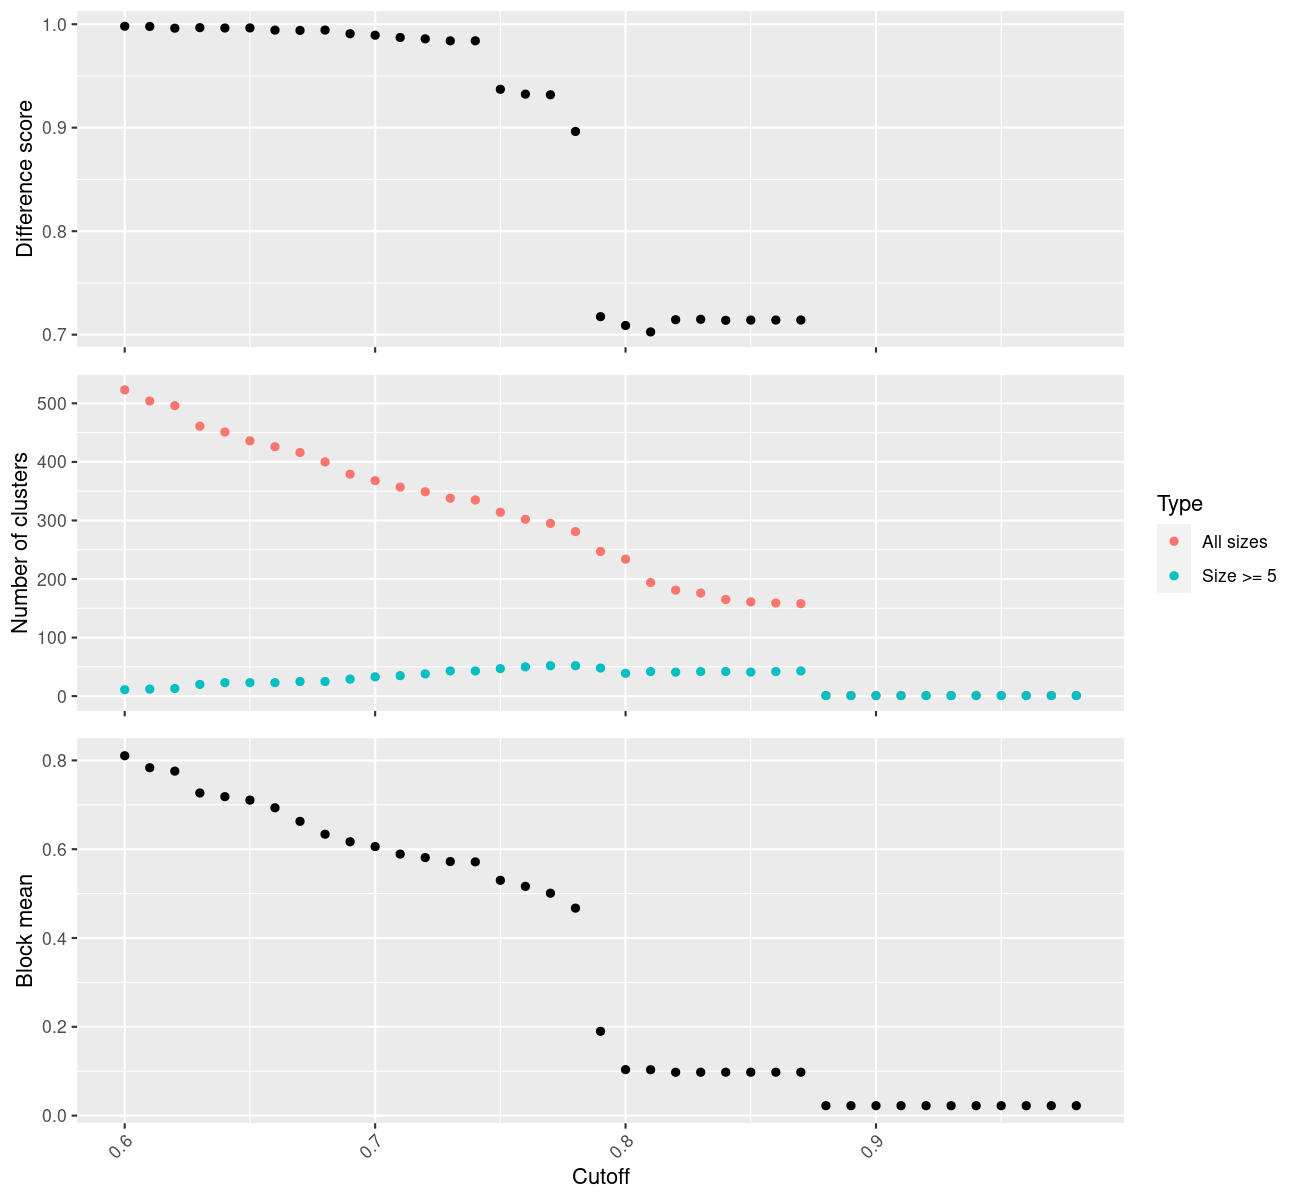 1.0
0.9
0.8
0.7
Difference score
500
400
300
200
100
0
Number of clusters
Type
All sizes
Size >= 5
0.8
0.6
0.4
0.2
0.0
Block mean
0.6 0.7 0.8 0.9
Cutoff